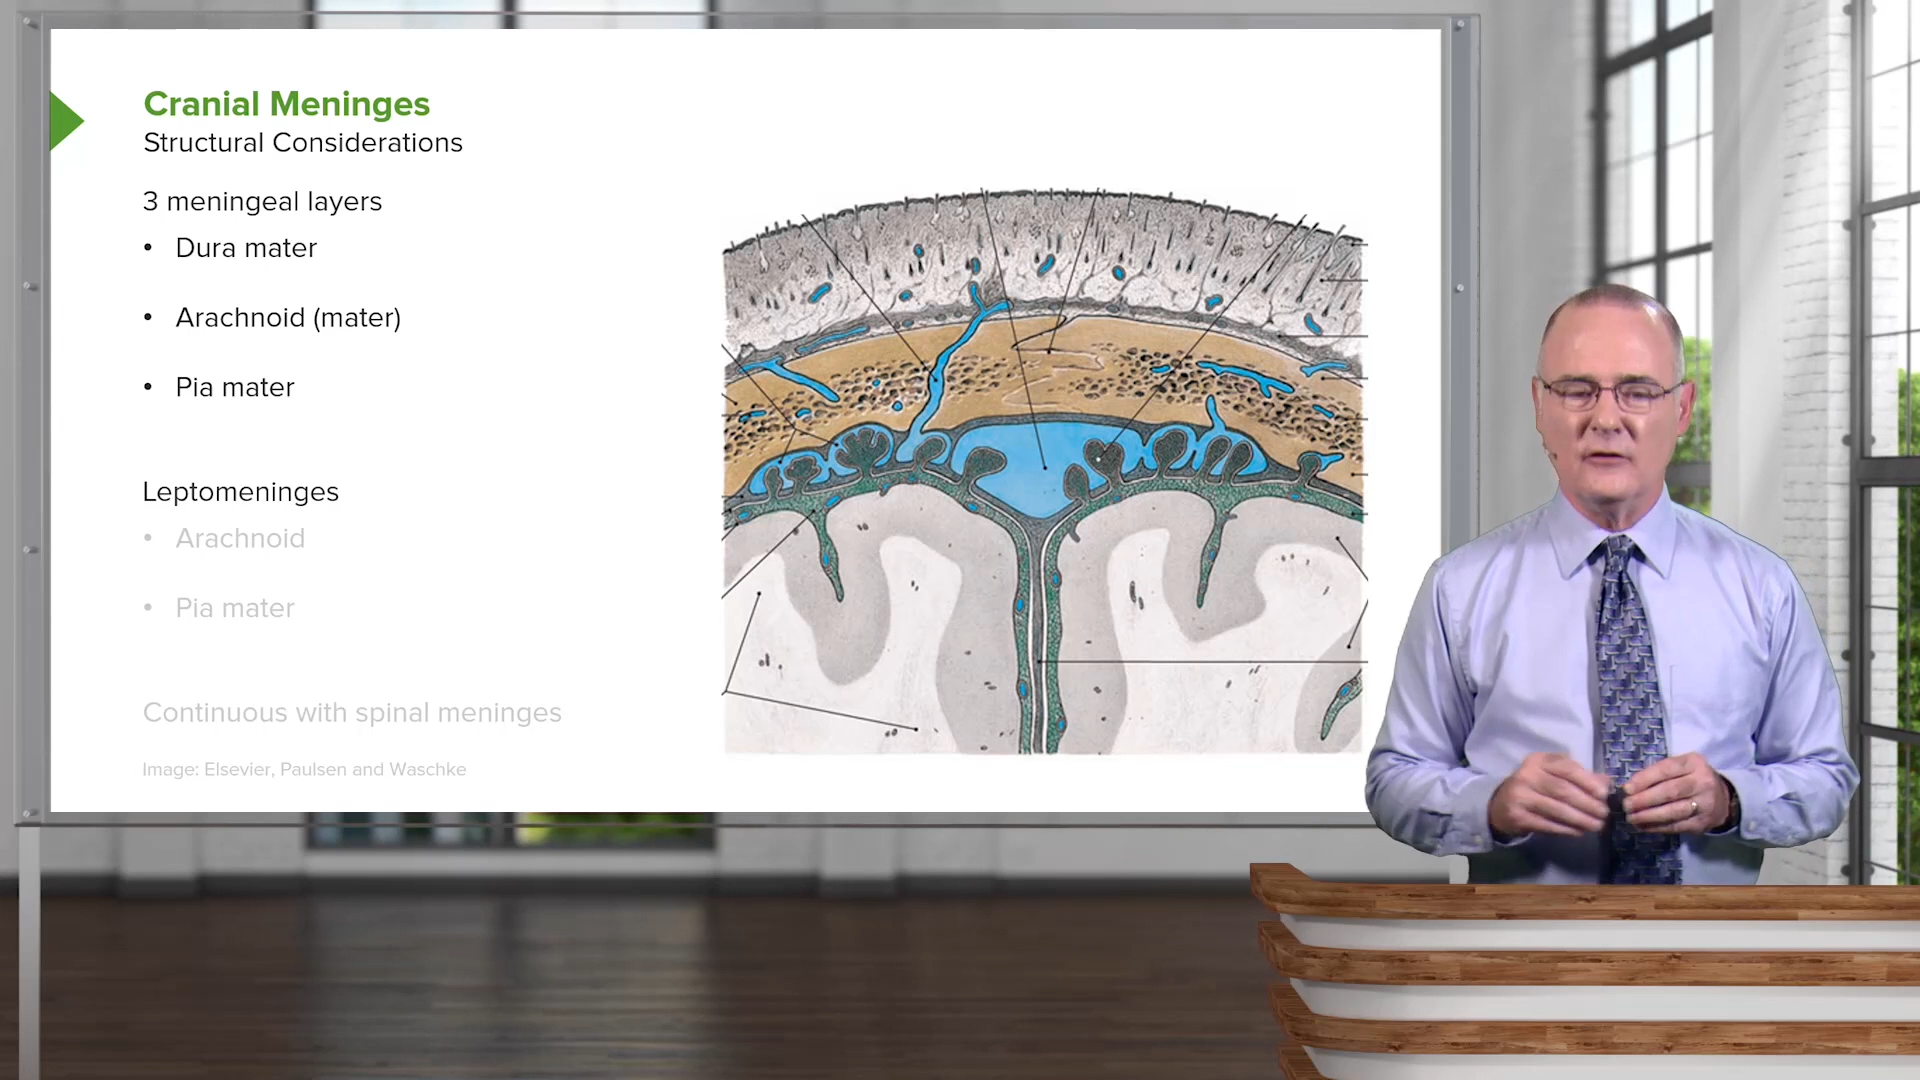 Cranial Meninges
Structural Considerations
3 meningeal layers
• Dura mater
• Arachnoid (mater)
• Pia mater
Leptomeninges
• Arachnoid
• Pia mater
Continuous with spinal meninges
Image: Elsevier, Paulsen and Waschke